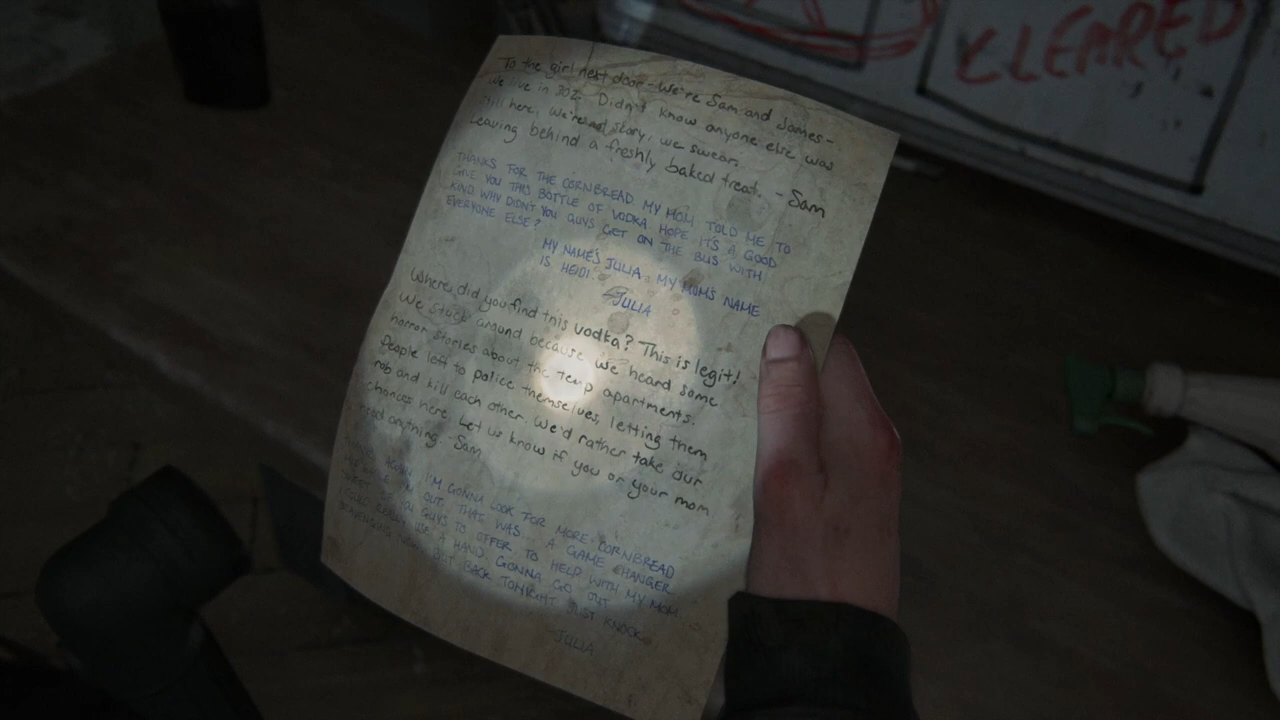 CLEARED
To the girl next door - We're Sam and James -
We live in 302. Didn't know anyone else was
still here. We're not scary, we swear.
Leaving behind a freshly baked treat. - Sam
THANKS FOR THE CORNBREAD. MY MOM TOLD ME TO
GIVE YOU THIS BOTTLE OF VODKA. HOPE IT'S A GOOD
KIND. WHY DIDN'T YOU GUYS GET ON THE BUS WITH
EVERYONE ELSE?
MY NAME'S JULIA. MY MOM'S NAME
IS HEIDI.
- JULIA
Where did you find this vodka? This is legit!
We stuck around because we heard some
horror stories about the temp apartments.
People left to police themselves, letting them
rob and kill each other. We'd rather take our
chances here. Let us know if you or your mom
need anything. - Sam
I'M GONNA LOOK FOR MORE CORNBREAD
OUT. THAT WAS A GAME CHANGER.
GUYS TO OFFER TO HELP WITH MY MOM.
A HAND. GONNA GO OUT
BUT BACK TONIGHT. JUST KNOCK.
JULIA